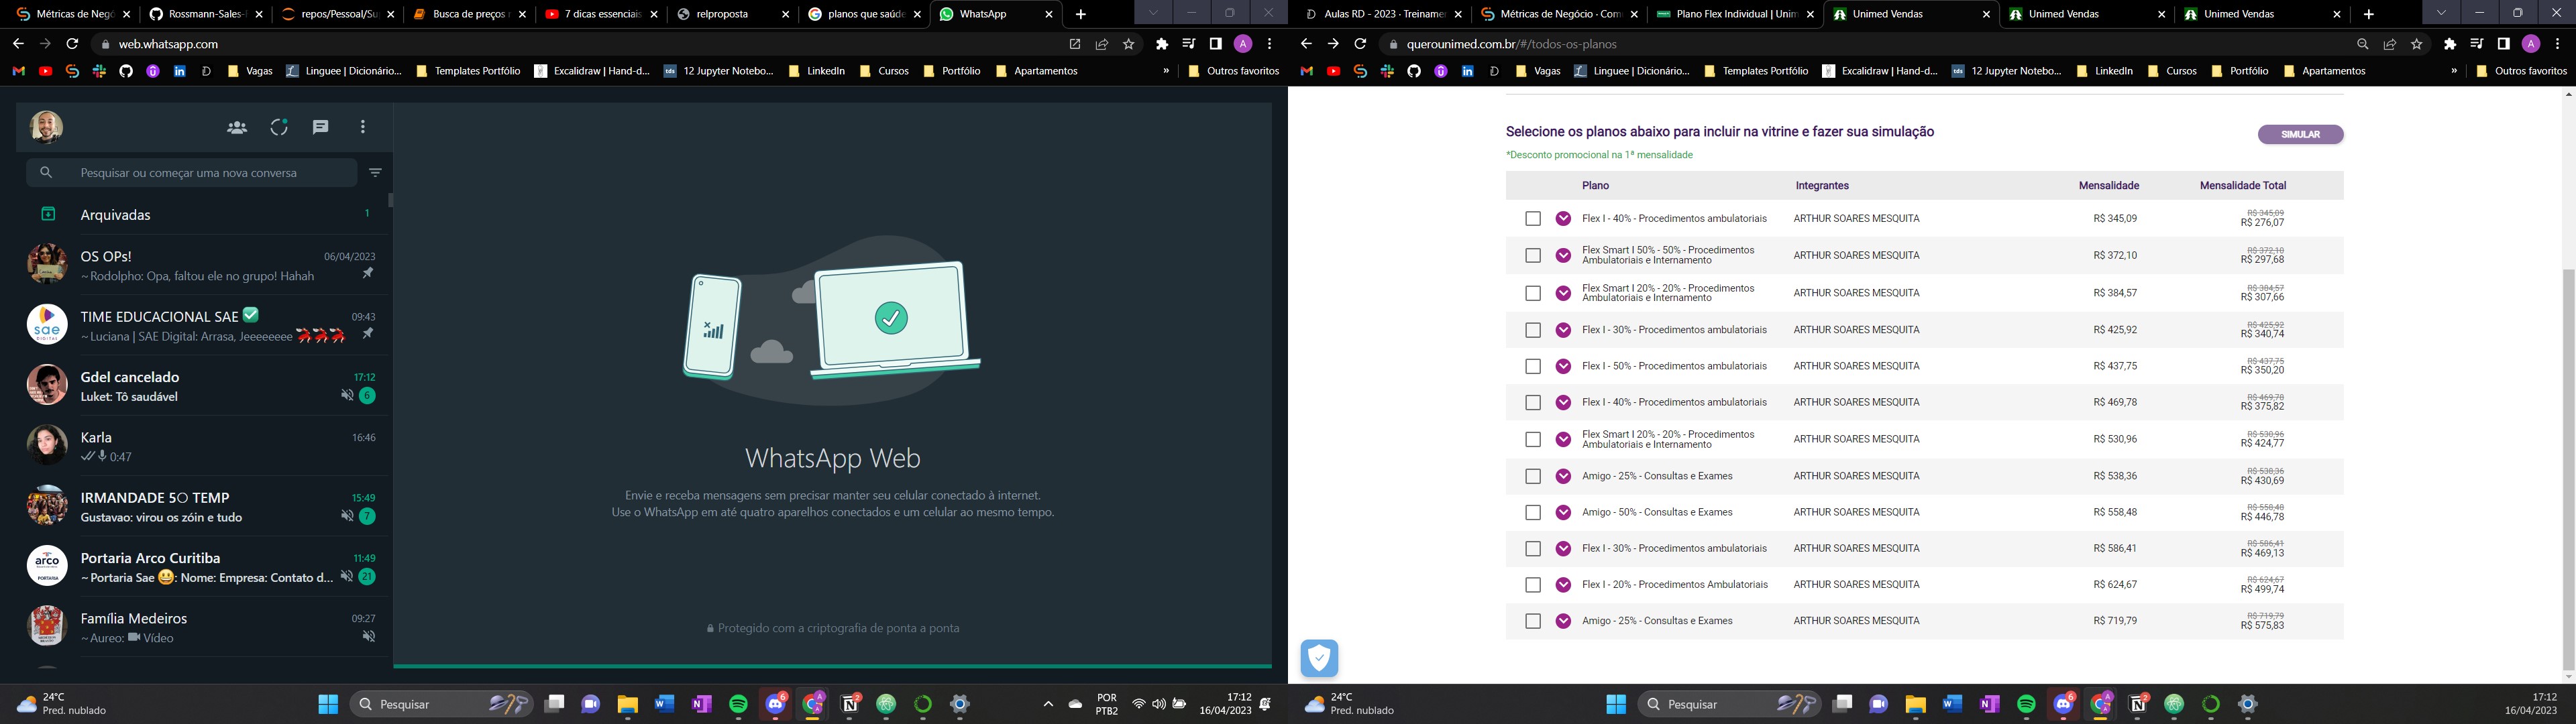 Métricas de Negó
Rossmann-Sales-
repos/Pessoal/Su
Busca de preços
7 dicas essenciais
relproposta
planos que saúde
WhatsApp
web.whatsapp.com
A
Vagas
Linguee | Dicionário...
Templates Portfólio
Excalidraw | Hand-d...
12 Jupyter Notebo...
LinkedIn
Cursos
Portfólio
Apartamentos
»
Outros favoritos
Pesquisar ou começar uma nova conversa
Arquivadas
1
OS OPs!
06/04/2023
~Rodolpho: Opa, faltou ele no grupo! Hahah
TIME EDUCACIONAL SAE ✅
09:43
~Luciana | SAE Digital: Arrasa, Jeeeeeeee 💃💃💃
sae
DIGITAL
Gdel cancelado
17:12
Luket: Tô saudável
6
Karla
16:46
0:47
IRMANDADE 5○ TEMP
15:49
Gustavao: virou os zóin e tudo
7
arco
PORTARIA
Portaria Arco Curitiba
11:49
~Portaria Sae 😃: Nome: Empresa: Contato d...
21
Família Medeiros
09:27
~Aureo: Vídeo
WhatsApp Web
Envie e receba mensagens sem precisar manter seu celular conectado à internet.
Use o WhatsApp em até quatro aparelhos conectados e um celular ao mesmo tempo.
Protegido com a criptografia de ponta a ponta
24°C
Pred. nublado
Pesquisar
6
2
POR
PTB2
17:12
16/04/2023
Aulas RD - 2023 - Treinamen
Métricas de Negócio - Com
Plano Flex Individual | Unim
Unimed Vendas
Unimed Vendas
Unimed Vendas
querounimed.com.br/#/todos-os-planos
A
Vagas
Linguee | Dicionário...
Templates Portfólio
Excalidraw | Hand-d...
12 Jupyter Notebo...
LinkedIn
Cursos
Portfólio
Apartamentos
»
Outros favoritos
Selecione os planos abaixo para incluir na vitrine e fazer sua simulação
SIMULAR
*Desconto promocional na 1ª mensalidade
Plano Integrantes Mensalidade Mensalidade Total
Flex I - 40% - Procedimentos ambulatoriais ARTHUR SOARES MESQUITA R$ 345,09 R$ 345,09
R$ 276,07
Flex Smart I 50% - 50% - Procedimentos
Ambulatoriais e Internamento ARTHUR SOARES MESQUITA R$ 372,10 R$ 372,10
R$ 297,68
Flex Smart I 20% - 20% - Procedimentos
Ambulatoriais e Internamento ARTHUR SOARES MESQUITA R$ 384,57 R$ 384,57
R$ 307,66
Flex I - 30% - Procedimentos ambulatoriais ARTHUR SOARES MESQUITA R$ 425,92 R$ 425,92
R$ 340,74
Flex I - 50% - Procedimentos ambulatoriais ARTHUR SOARES MESQUITA R$ 437,75 R$ 437,75
R$ 350,20
Flex I - 40% - Procedimentos ambulatoriais ARTHUR SOARES MESQUITA R$ 469,78 R$ 469,78
R$ 375,82
Flex Smart I 20% - 20% - Procedimentos
Ambulatoriais e Internamento ARTHUR SOARES MESQUITA R$ 530,96 R$ 530,96
R$ 424,77
Amigo - 25% - Consultas e Exames ARTHUR SOARES MESQUITA R$ 538,36 R$ 538,36
R$ 430,69
Amigo - 50% - Consultas e Exames ARTHUR SOARES MESQUITA R$ 558,48 R$ 558,48
R$ 446,78
Flex I - 30% - Procedimentos ambulatoriais ARTHUR SOARES MESQUITA R$ 586,41 R$ 586,41
R$ 469,13
Flex I - 20% - Procedimentos Ambulatoriais ARTHUR SOARES MESQUITA R$ 624,67 R$ 624,67
R$ 499,74
Amigo - 25% - Consultas e Exames ARTHUR SOARES MESQUITA R$ 719,79 R$ 719,79
R$ 575,83
24°C
Pred. nublado
Pesquisar
6
2
17:12
16/04/2023